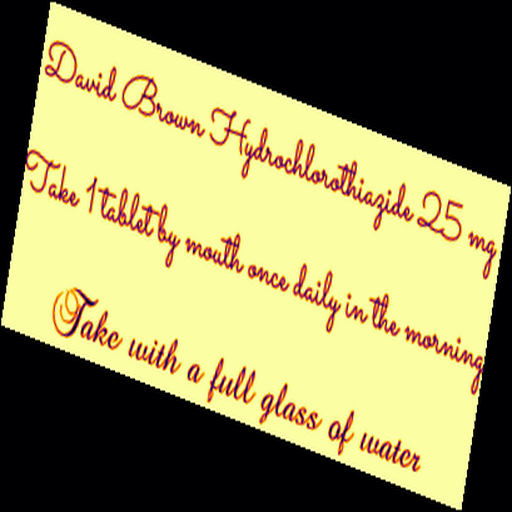 David Brown Hydrochlorothiazide 25 mg
Take 1 tablet by mouth once daily in the morning
Take with a full glass of water